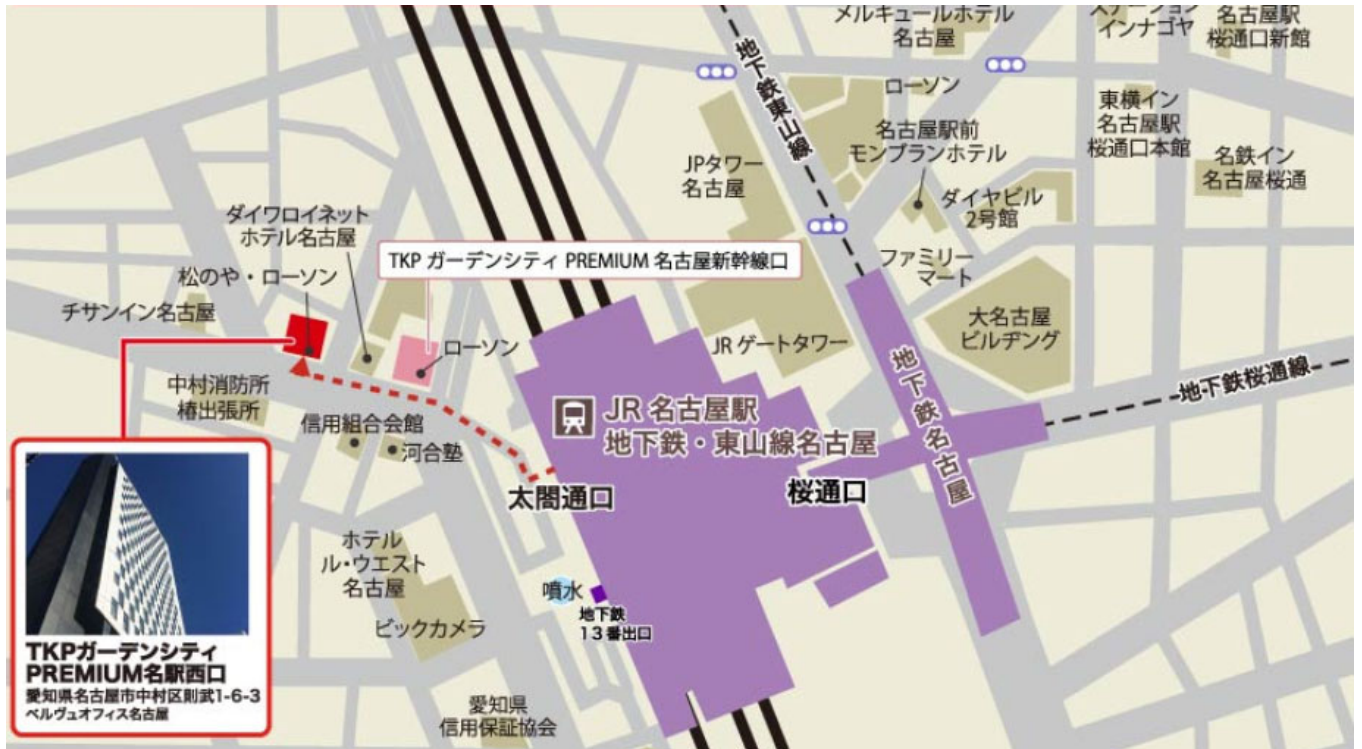 メルキュールホテル
名古屋
ステーション
インナゴヤ
名古屋駅
桜通口新館
地下鉄東山線
ローソン
東横イン
名古屋駅
桜通口本館
名古屋駅前
モンブランホテル
JPタワー
名古屋
名鉄イン
名古屋桜通
ダイヤビル
2号館
ダイワロイネット
ホテル名古屋
TKP ガーデンシティ PREMIUM 名古屋新幹線口
ファミリー
マート
松のや・ローソン
チサンイン名古屋
大名古屋
ビルヂング
JR ゲートタワー
ローソン
地下鉄桜通線
地下鉄名古屋
中村消防所
椿出張所
JR 名古屋駅
地下鉄・東山線名古屋
信用組合会館
河合塾
太閤通口
桜通口
ホテル
ル・ウエスト
名古屋
噴水
地下鉄
13番出口
ビックカメラ
TKPガーデンシティ
PREMIUM名駅西口
愛知県名古屋市中村区則武1-6-3
ベルヴュオフィス名古屋
愛知県
信用保証協会